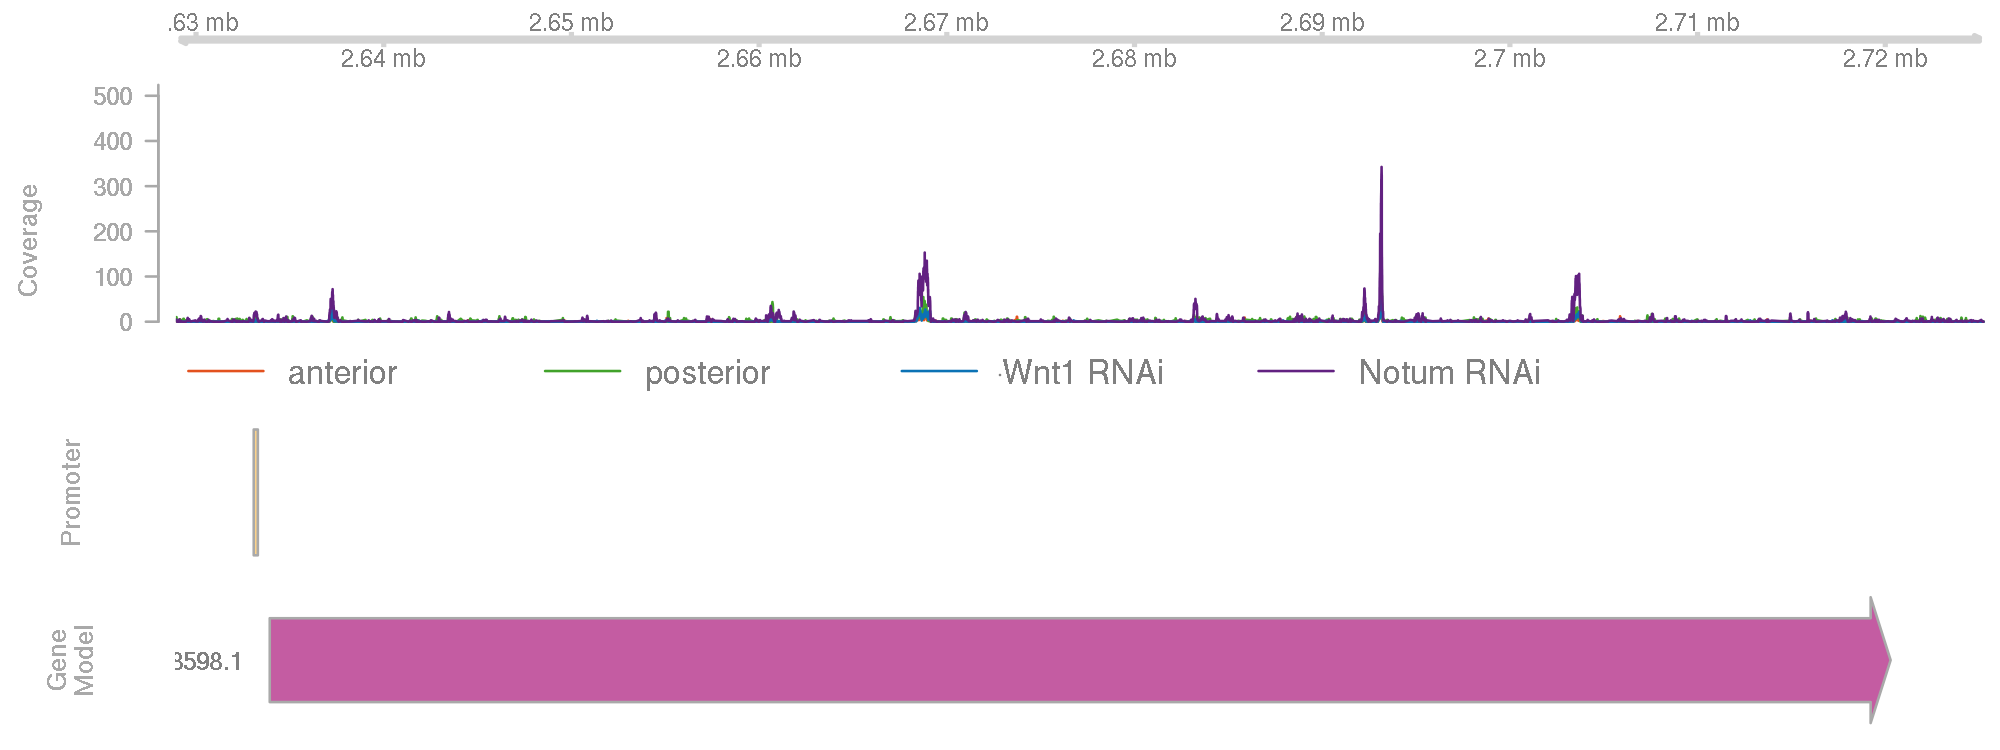 .63 mb 2.65 mb 2.67 mb 2.69 mb 2.71 mb
2.64 mb 2.66 mb 2.68 mb 2.7 mb 2.72 mb
500
400
300
200
100
0
Coverage
anterior posterior Wnt1 RNAi Notum RNAi
Promoter
Gene
Model
3598.1